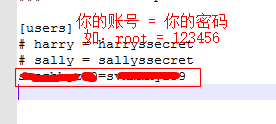 [users]
你的账号 = 你的密码
# harry = harryssecret
如: root = 123456
# sally = sallyssecret